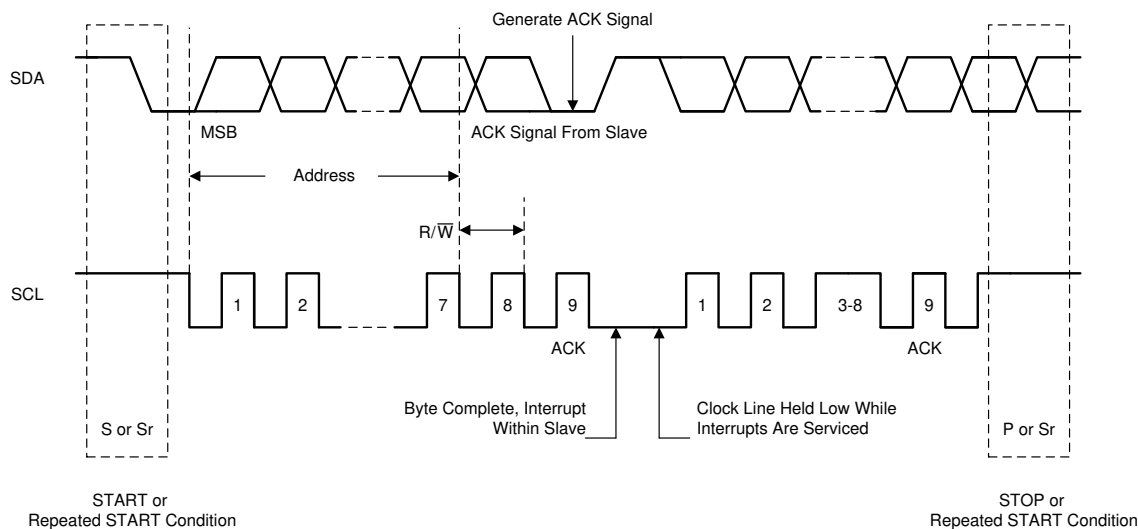 Generate ACK Signal
SDA
MSB
ACK Signal From Slave
Address
R/W̅
SCL
1
2
7
8
9
1
2
3-8
9
ACK
ACK
Byte Complete, Interrupt
Within Slave
Clock Line Held Low While
Interrupts Are Serviced
S or Sr
P or Sr
START or
Repeated START Condition
STOP or
Repeated START Condition